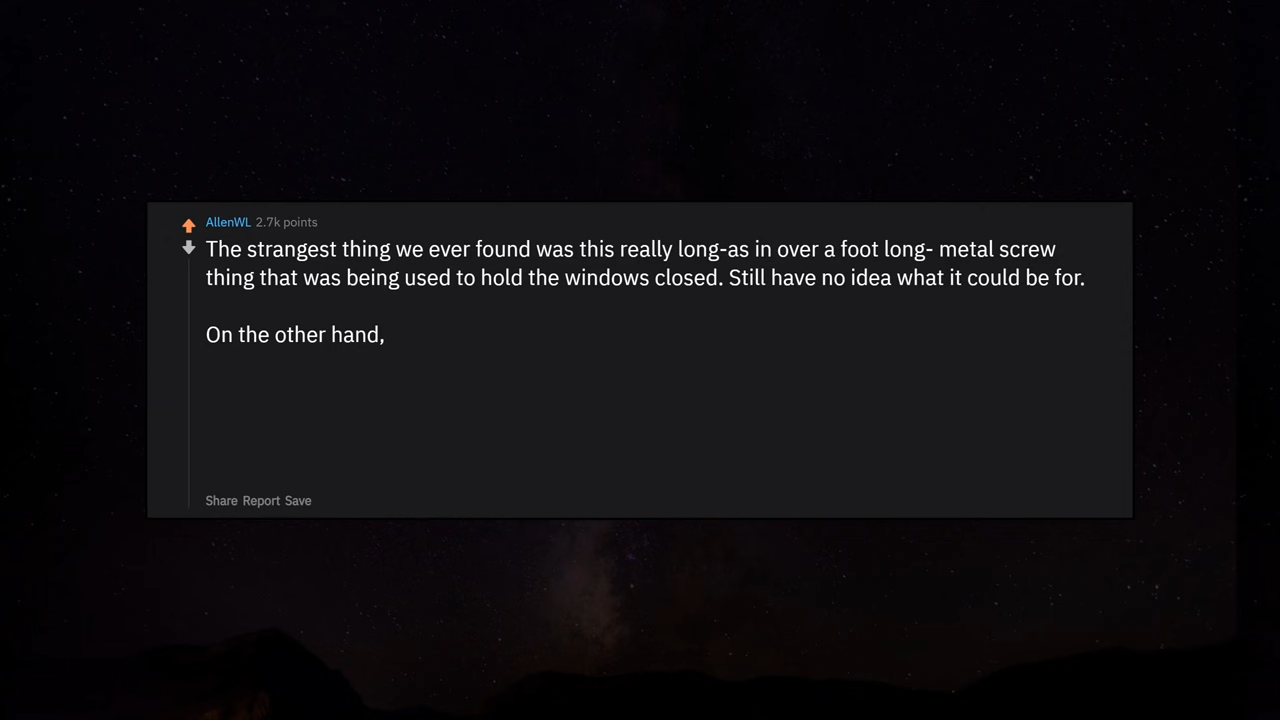 AllenWL 2.7k points
The strangest thing we ever found was this really long-as in over a foot long- metal screw
thing that was being used to hold the windows closed. Still have no idea what it could be for.
On the other hand,
Share Report Save